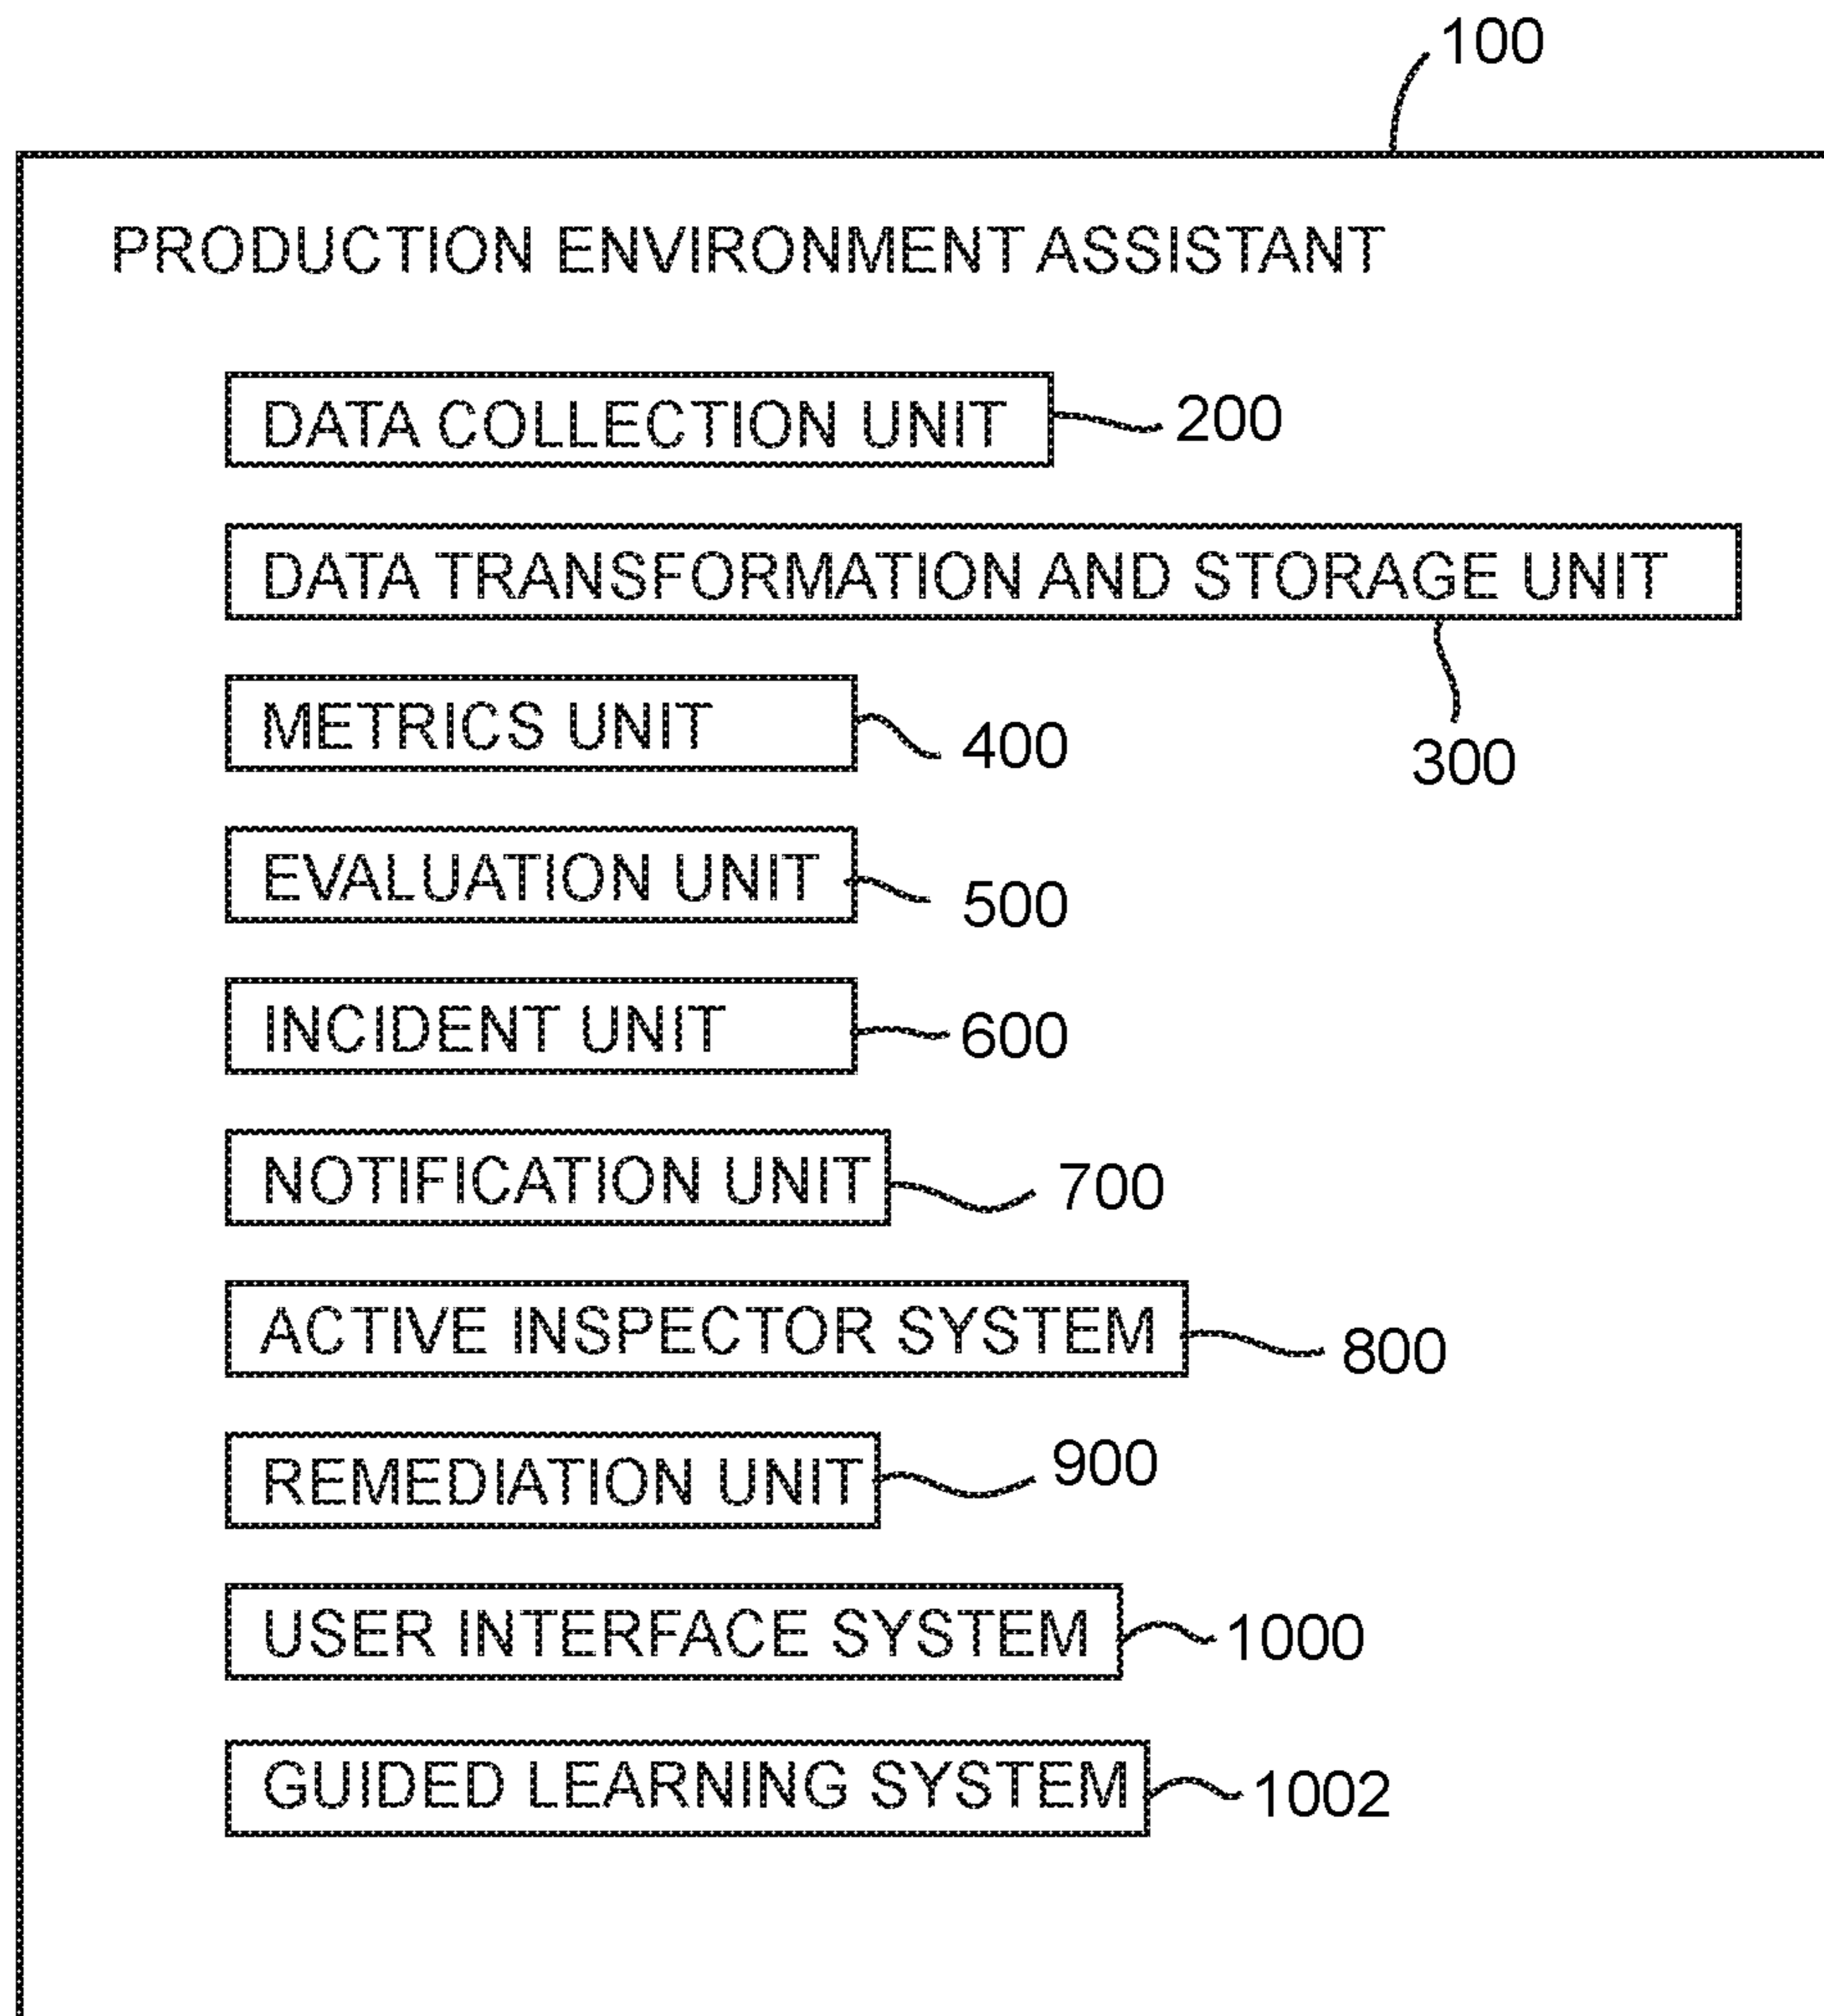 100
PRODUCTION ENVIRONMENT ASSISTANT
DATA COLLECTION UNIT 200
DATA TRANSFORMATION AND STORAGE UNIT
300
METRICS UNIT 400
EVALUATION UNIT 500
INCIDENT UNIT 600
NOTIFICATION UNIT 700
ACTIVE INSPECTOR SYSTEM 800
REMEDIATION UNIT 900
USER INTERFACE SYSTEM 1000
GUIDED LEARNING SYSTEM 1002